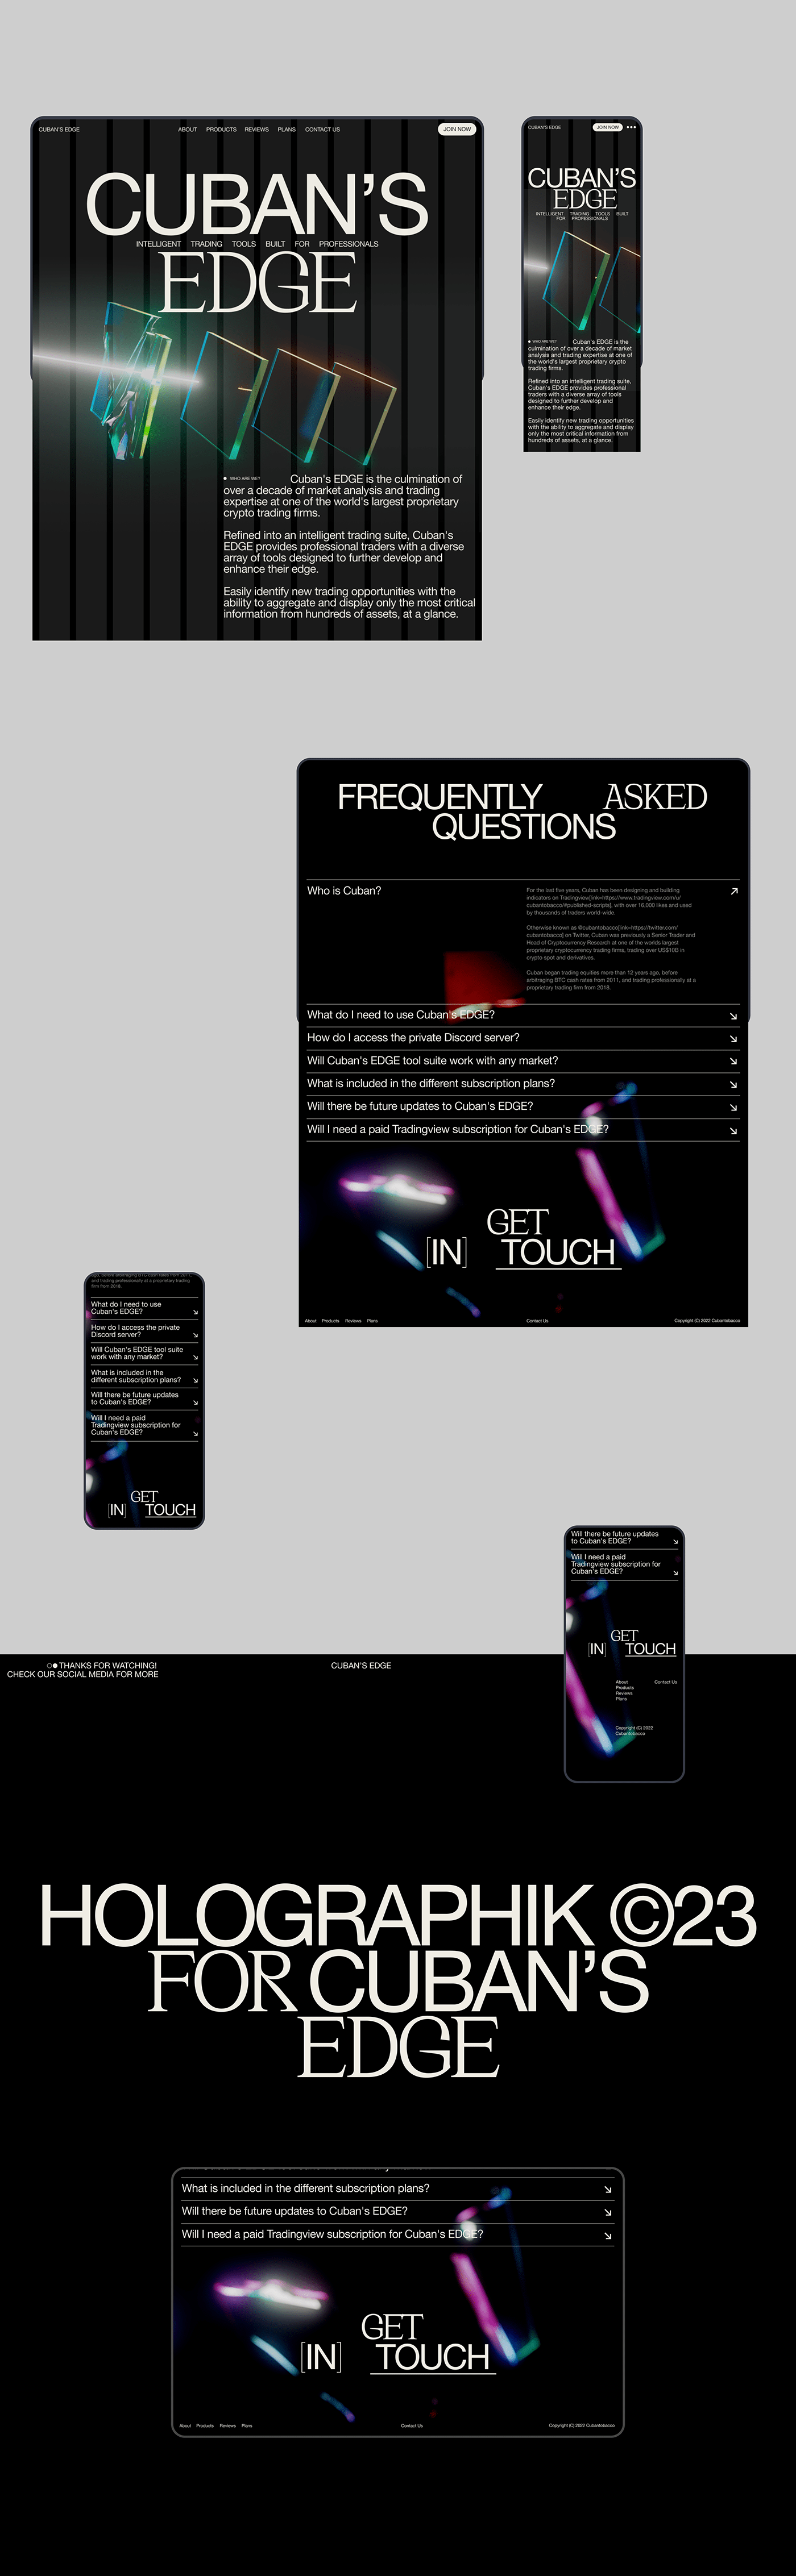 CUBAN'S EDGE
ABOUT PRODUCTS REVIEWS PLANS CONTACT US
JOIN NOW
CUBAN’S
INTELLIGENT TRADING TOOLS BUILT FOR PROFESSIONALS
EDGE
WHO ARE WE?
Cuban's EDGE is the culmination of
over a decade of market analysis and trading
expertise at one of the world's largest proprietary
crypto trading firms.
Refined into an intelligent trading suite, Cuban's
EDGE provides professional traders with a diverse
array of tools designed to further develop and
enhance their edge.
Easily identify new trading opportunities with the
ability to aggregate and display only the most critical
information from hundreds of assets, at a glance.
CUBAN'S EDGE
JOIN NOW
CUBAN’S
EDGE
INTELLIGENT TRADING TOOLS BUILT
FOR PROFESSIONALS
WHO ARE WE?
Cuban's EDGE is the
culmination of over a decade of market
analysis and trading expertise at one of
the world's largest proprietary crypto
trading firms.
Refined into an intelligent trading suite,
Cuban's EDGE provides professional
traders with a diverse array of tools
designed to further develop and
enhance their edge.
Easily identify new trading opportunities
with the ability to aggregate and display
only the most critical information from
hundreds of assets, at a glance.
FREQUENTLY ASKED
QUESTIONS
Who is Cuban?
For the last five years, Cuban has been designing and building
indicators on Tradingview[link=https://www.tradingview.com/u/
cubantobacco/#published-scripts], with over 16,000 likes and used
by thousands of traders world-wide.
Otherwise known as @cubantobacco[link=https://twitter.com/
cubantobacco] on Twitter, Cuban was previously a Senior Trader and
Head of Cryptocurrency Research at one of the worlds largest
proprietary cryptocurrency trading firms, trading over US$10B in
crypto spot and derivatives.
Cuban began trading equities more than 12 years ago, before
arbitraging BTC cash rates from 2011, and trading professionally at a
proprietary trading firm from 2018.
What do I need to use Cuban's EDGE?
How do I access the private Discord server?
Will Cuban's EDGE tool suite work with any market?
What is included in the different subscription plans?
Will there be future updates to Cuban's EDGE?
Will I need a paid Tradingview subscription for Cuban's EDGE?
GET
[IN] TOUCH
About Products Reviews Plans
Contact Us
Copyright (C) 2022 Cubantobacco
ago, before arbitraging BTC cash rates from 2011,
and trading professionally at a proprietary trading
firm from 2018.
What do I need to use
Cuban's EDGE?
How do I access the private
Discord server?
Will Cuban's EDGE tool suite
work with any market?
What is included in the
different subscription plans?
Will there be future updates
to Cuban's EDGE?
Will I need a paid
Tradingview subscription for
Cuban's EDGE?
GET
[IN] TOUCH
Will there be future updates
to Cuban's EDGE?
Will I need a paid
Tradingview subscription for
Cuban's EDGE?
GET
[IN] TOUCH
About
Products
Reviews
Plans
Contact Us
Copyright (C) 2022
Cubantobacco
THANKS FOR WATCHING!
CHECK OUR SOCIAL MEDIA FOR MORE
CUBAN'S EDGE
HOLOGRAPHIK ©23
FOR CUBAN’S
EDGE
What is included in the different subscription plans?
Will there be future updates to Cuban's EDGE?
Will I need a paid Tradingview subscription for Cuban's EDGE?
GET
[IN] TOUCH
About Products Reviews Plans
Contact Us
Copyright (C) 2022 Cubantobacco